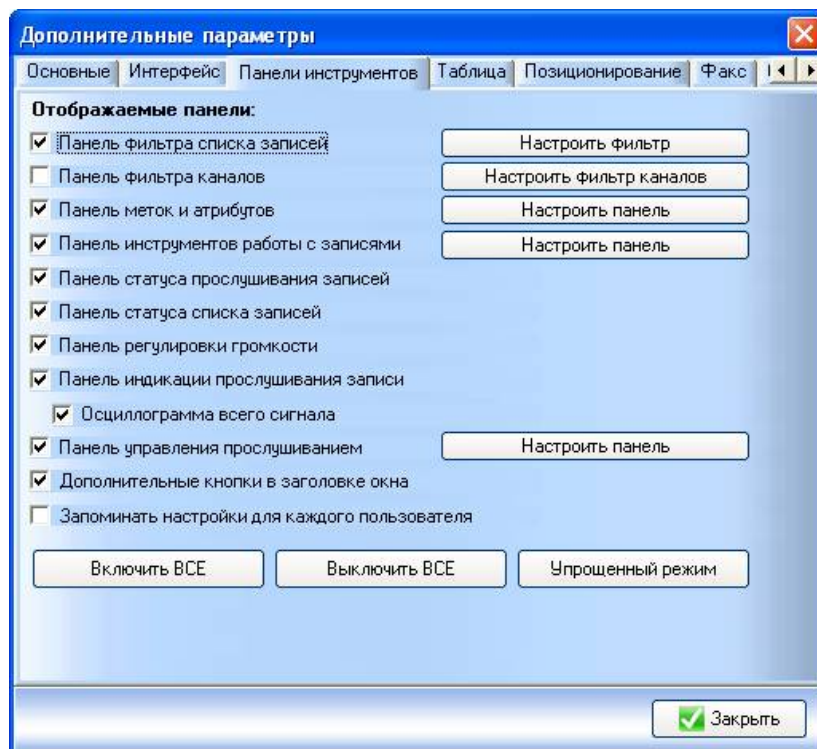 Дополнительные параметры
Основные Интерфейс Панели инструментов Таблица Позиционирование Факс
Отображаемые панели:
Панель фильтра списка записей Настроить фильтр
Панель фильтра каналов Настроить фильтр каналов
Панель меток и атрибутов Настроить панель
Панель инструментов работы с записями Настроить панель
Панель статуса прослушивания записей
Панель статуса списка записей
Панель регулировки громкости
Панель индикации прослушивания записи
Осциллограмма всего сигнала
Панель управления прослушиванием Настроить панель
Дополнительные кнопки в заголовке окна
Запоминать настройки для каждого пользователя
Включить ВСЕ Выключить ВСЕ Упрощенный режим
Закрыть